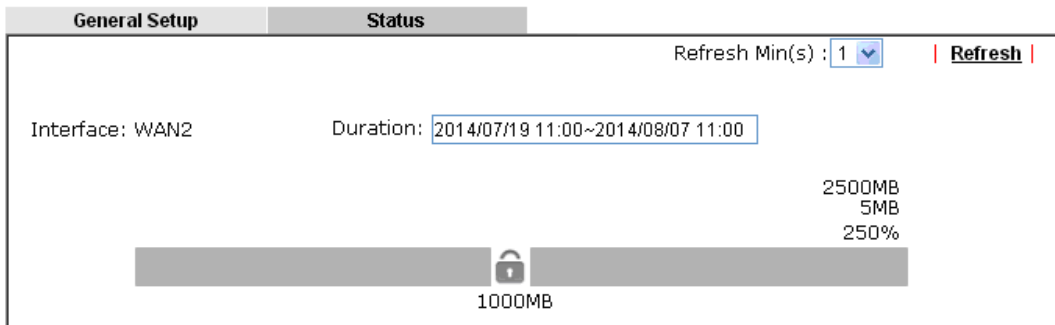 General Setup Status
Refresh Min(s) : 1 | Refresh |
Interface: WAN2 Duration: 2014/07/19 11:00~2014/08/07 11:00
2500MB
5MB
250%
1000MB